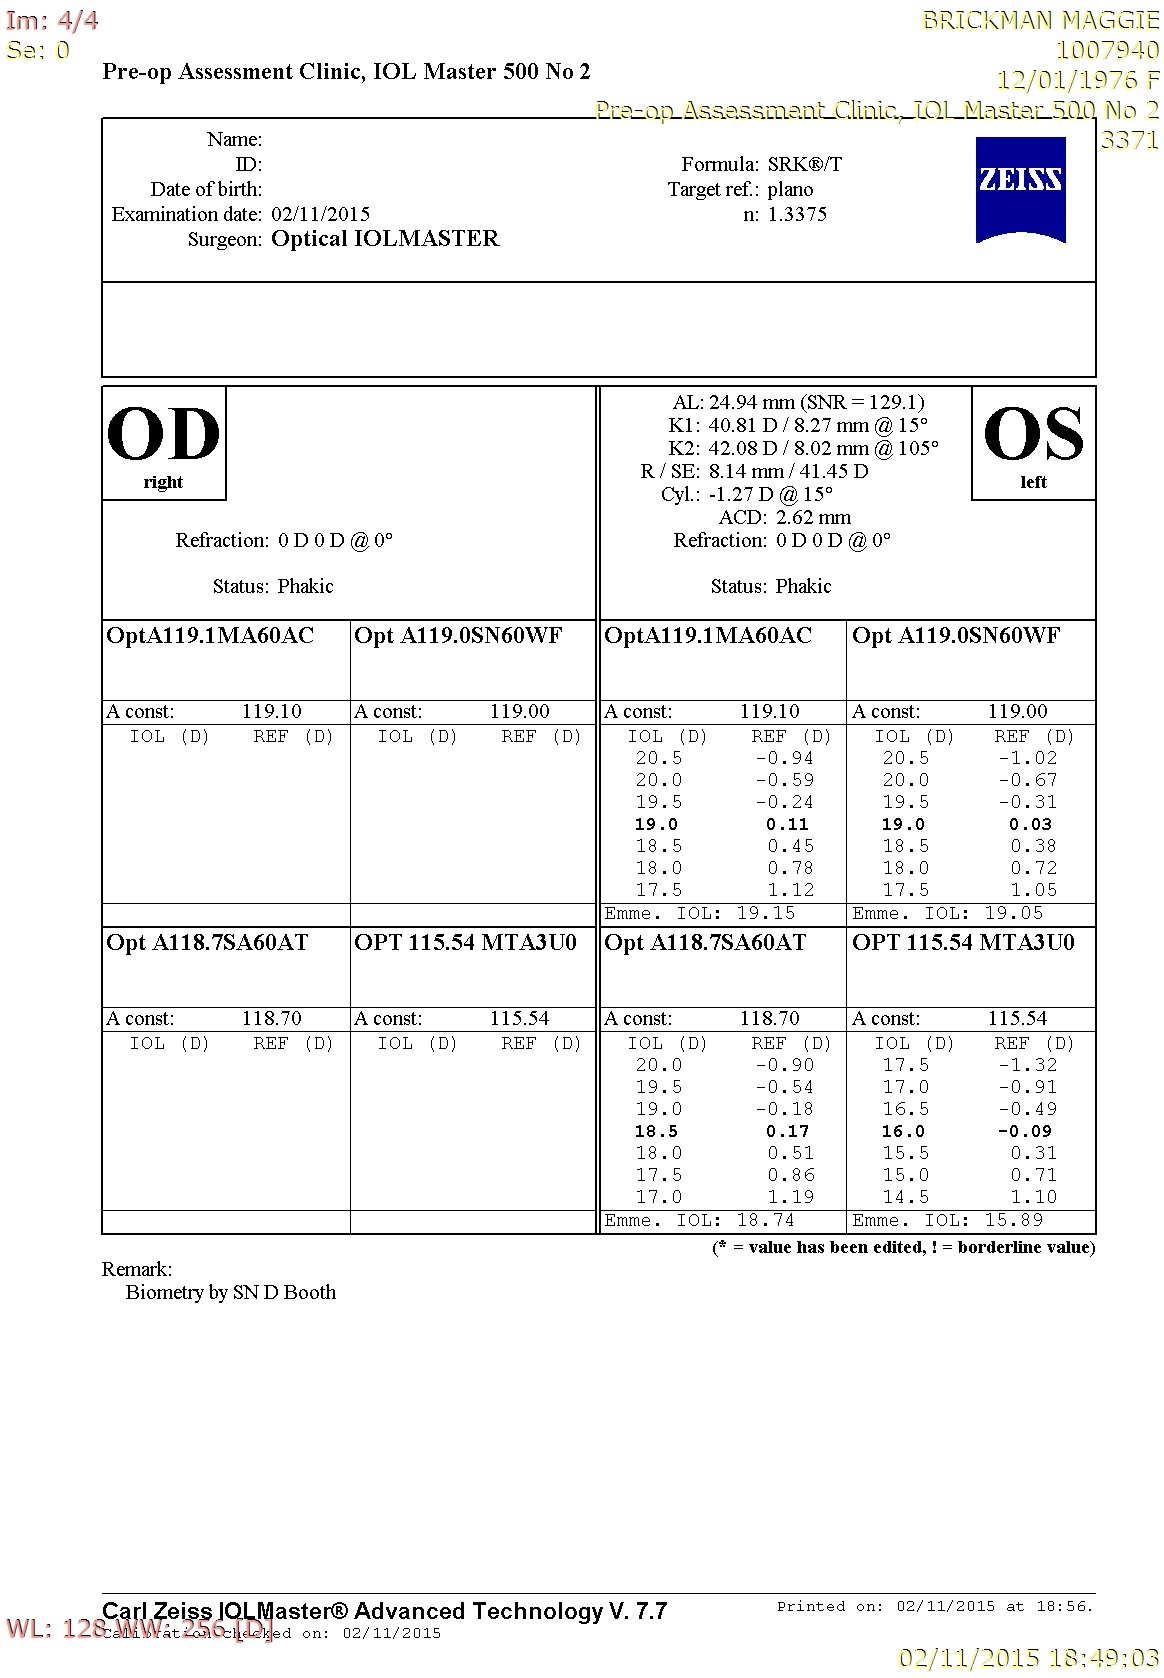 Im: 4/4
Se: 0
BRICKMAN MAGGIE
1007940
12/01/1976 F
Pre-op Assessment Clinic, IOL Master 500 No 2
3371
Pre-op Assessment Clinic, IOL Master 500 No 2
Name:
ID:
Date of birth:
Examination date: 02/11/2015
Surgeon: Optical IOLMASTER
Formula: SRK®/T
Target ref.: plano
n: 1.3375
ZEISS
OD
right
Refraction: 0 D 0 D @ 0°
Status: Phakic
AL: 24.94 mm (SNR = 129.1)
K1: 40.81 D / 8.27 mm @ 15°
K2: 42.08 D / 8.02 mm @ 105°
R / SE: 8.14 mm / 41.45 D
Cyl.: -1.27 D @ 15°
ACD: 2.62 mm
Refraction: 0 D 0 D @ 0°
Status: Phakic
OS
left
OptA119.1MA60AC Opt A119.0SN60WF OptA119.1MA60AC Opt A119.0SN60WF
A const: 119.10 A const: 119.00 A const: 119.10 A const: 119.00
IOL (D) REF (D) IOL (D) REF (D) IOL (D) REF (D) IOL (D) REF (D)
20.5 -0.94 20.5 -1.02
20.0 -0.59 20.0 -0.67
19.5 -0.24 19.5 -0.31
19.0 0.11 19.0 0.03
18.5 0.45 18.5 0.38
18.0 0.78 18.0 0.72
17.5 1.12 17.5 1.05
Emme. IOL: 19.15 Emme. IOL: 19.05
Opt A118.7SA60AT OPT 115.54 MTA3U0 Opt A118.7SA60AT OPT 115.54 MTA3U0
A const: 118.70 A const: 115.54 A const: 118.70 A const: 115.54
IOL (D) REF (D) IOL (D) REF (D) IOL (D) REF (D) IOL (D) REF (D)
20.0 -0.90 17.5 -1.32
19.5 -0.54 17.0 -0.91
19.0 -0.18 16.5 -0.49
18.5 0.17 16.0 -0.09
18.0 0.51 15.5 0.31
17.5 0.86 15.0 0.71
17.0 1.19 14.5 1.10
Emme. IOL: 18.74 Emme. IOL: 15.89
(* = value has been edited, ! = borderline value)
Remark:
Biometry by SN D Booth
Carl Zeiss IOLMaster® Advanced Technology V. 7.7
Printed on: 02/11/2015 at 18:56.
WL: 128 WW: 256 [D]
Calibration checked on: 02/11/2015
02/11/2015 18:49:03